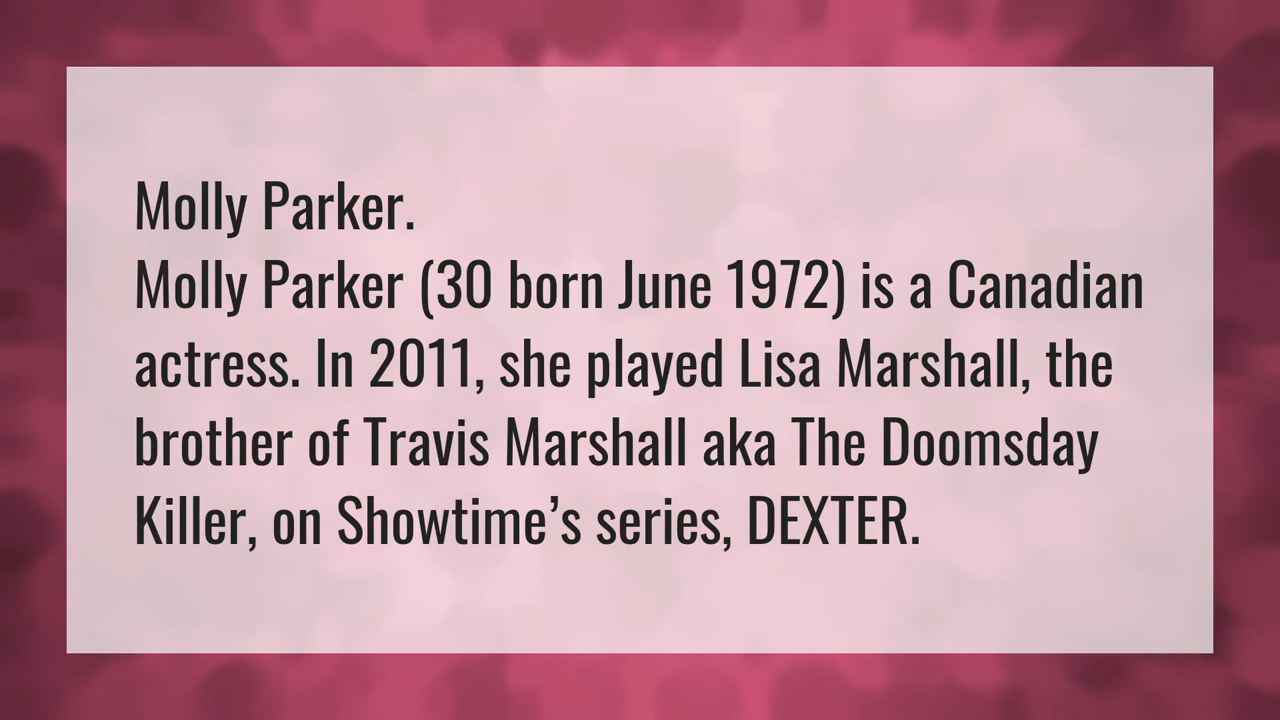 Molly Parker.
Molly Parker (30 born June 1972) is a Canadian
actress. In 2011, she played Lisa Marshall, the
brother of Travis Marshall aka The Doomsday
Killer, on Showtime’s series, DEXTER.